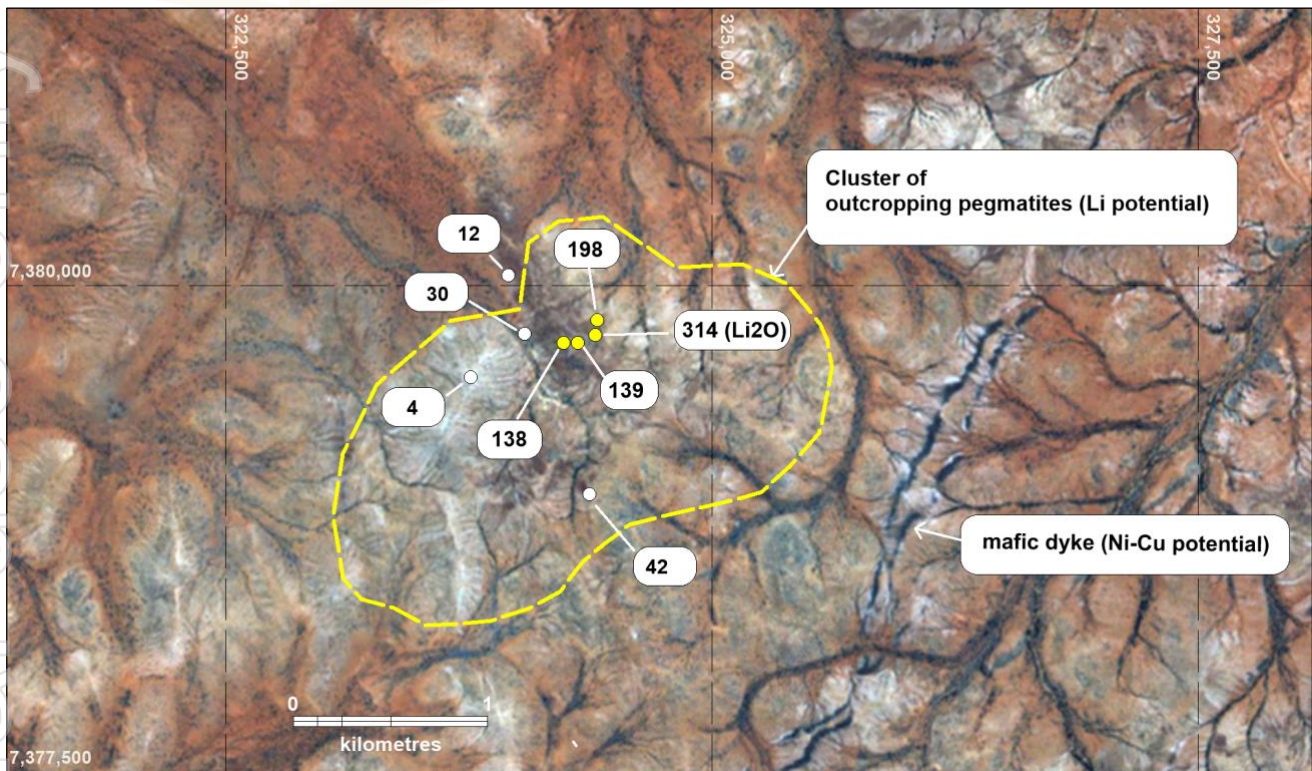 322,500
325,000
327,500
Cluster of
outcropping pegmatites (Li potential)
12
198
7,380,000
30
314 (Li2O)
4
139
138
mafic dyke (Ni-Cu potential)
42
0
1
kilometres
7,377,500